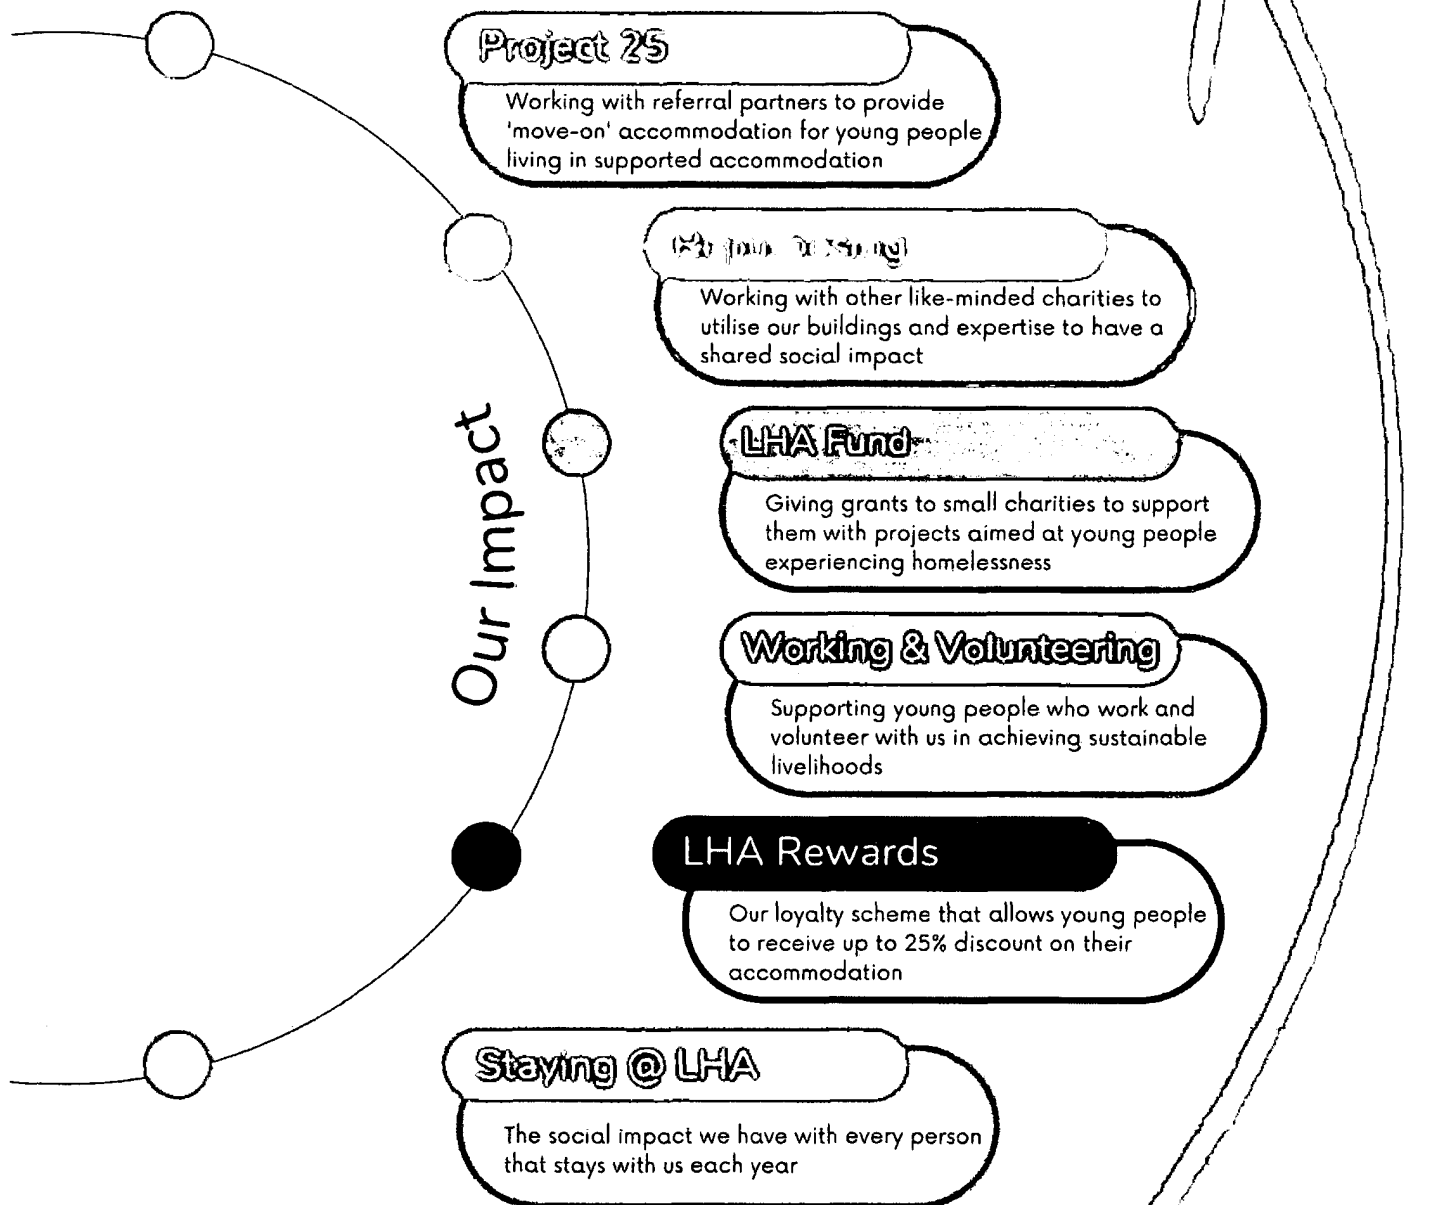 Project 25
Working with referral partners to provide
'move-on' accommodation for young people
living in supported accommodation
Working with other like-minded charities to
utilise our buildings and expertise to have a
shared social impact
Our Impact
LHA Fund
Giving grants to small charities to support
them with projects aimed at young people
experiencing homelessness
Working & Volunteering
Supporting young people who work and
volunteer with us in achieving sustainable
livelihoods
LHA Rewards
Our loyalty scheme that allows young people
to receive up to 25% discount on their
accommodation
Staying @ LHA
The social impact we have with every person
that stays with us each year